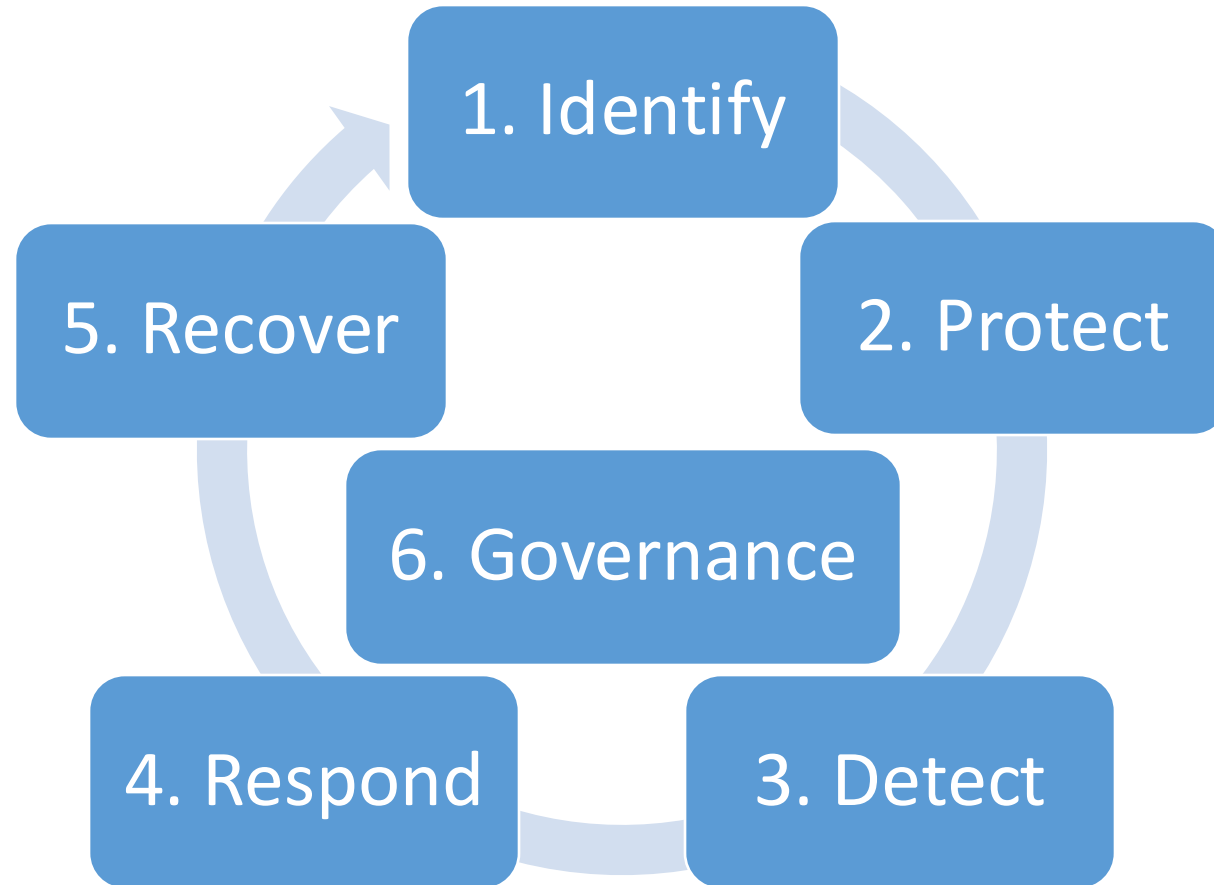 1. Identify
2. Protect
3. Detect
4. Respond
5. Recover
6. Governance